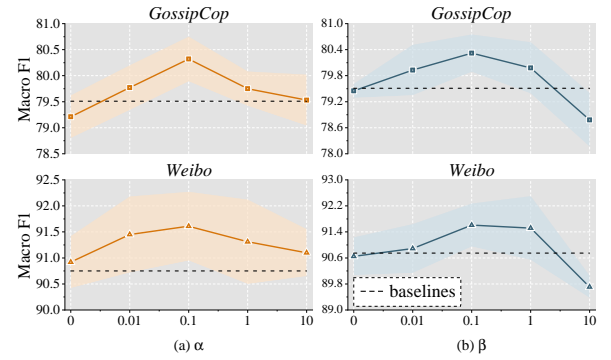 GossipCop
Macro F1
81.0
80.5
80.0
79.5
79.0
78.5
GossipCop
81.0
80.4
79.8
79.2
78.6
78.0
Weibo
Macro F1
92.5
92.0
91.5
91.0
90.5
90.0
0 0.01 0.1 1 10
(a) α
Weibo
93.0
92.2
91.4
90.6
89.8
89.0
baselines
0 0.01 0.1 1 10
(b) β